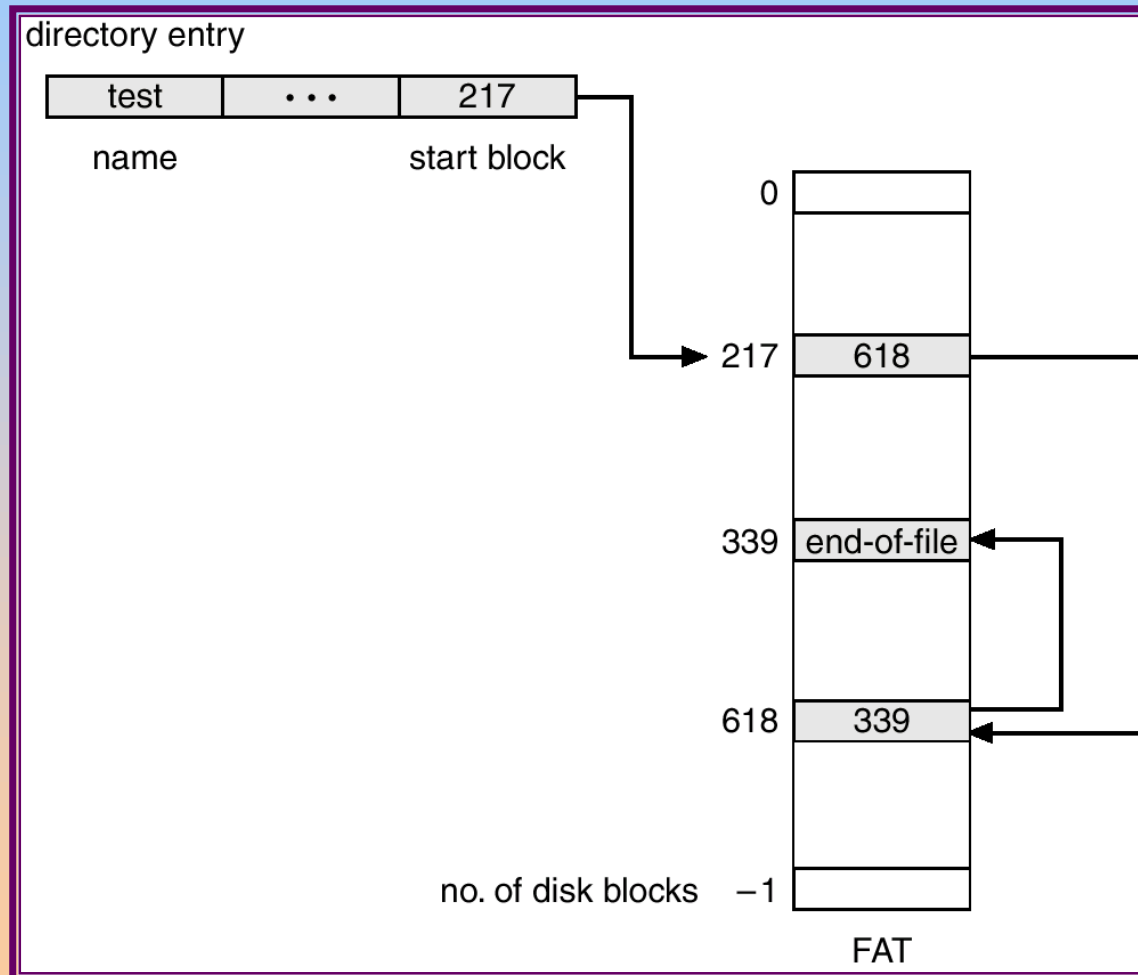 directory entry
test • • • 217
name start block
0
217 618
339 end-of-file
618 339
no. of disk blocks –1
FAT